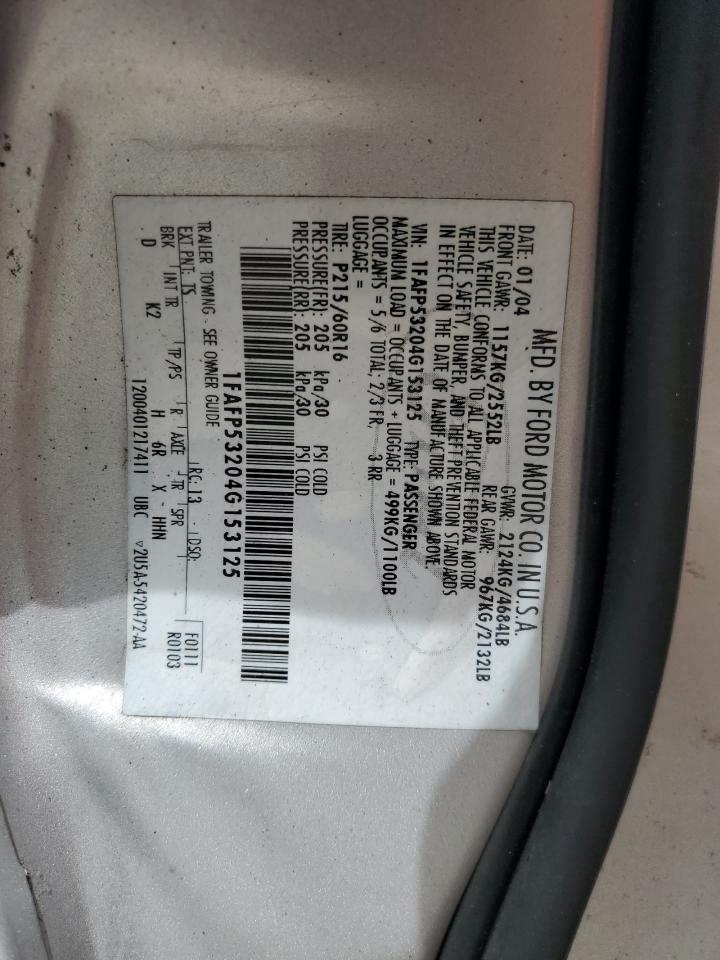 MFD. BY FORD MOTOR CO. IN U.S.A.
DATE: 01/04 GVWR: 2124KG/4684LB
FRONT GAWR: 1157KG/2552LB REAR GAWR: 967KG/2132LB
THIS VEHICLE CONFORMS TO ALL APPLICABLE FEDERAL MOTOR
VEHICLE SAFETY, BUMPER, AND THEFT PREVENTION STANDARDS
IN EFFECT ON THE DATE OF MANUFACTURE SHOWN ABOVE.
VIN: 1FAFP53204G153125 TYPE: PASSENGER
MAXIMUM LOAD = OCCUPANTS + LUGGAGE = 499KG/1100LB
OCCUPANTS = 5/6 TOTAL: 2/3 FR, 3 RR
LUGGAGE =
TIRE: P215/60R16
PRESSURE(FR): 205 kPa/30 PSI COLD
PRESSURE(RR): 205 kPa/30 PSI COLD
1FAFP53204G153125
TRAILER TOWING - SEE OWNER GUIDE
EXT PNT: TS RC: 13 DSO: F0111
BRK INT TR TP/PS R AXLE TR SPR R0103
D K2 H 6R X - HHN
1200401217411 UBC ▽2U5A-5420472-AA